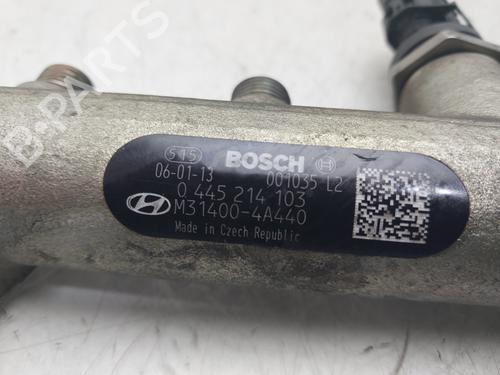 515 BOSCH
06-01-13 001035 L2
0 445 214 103
M31400-4A440
Made in Czech Republic
B-PARTS